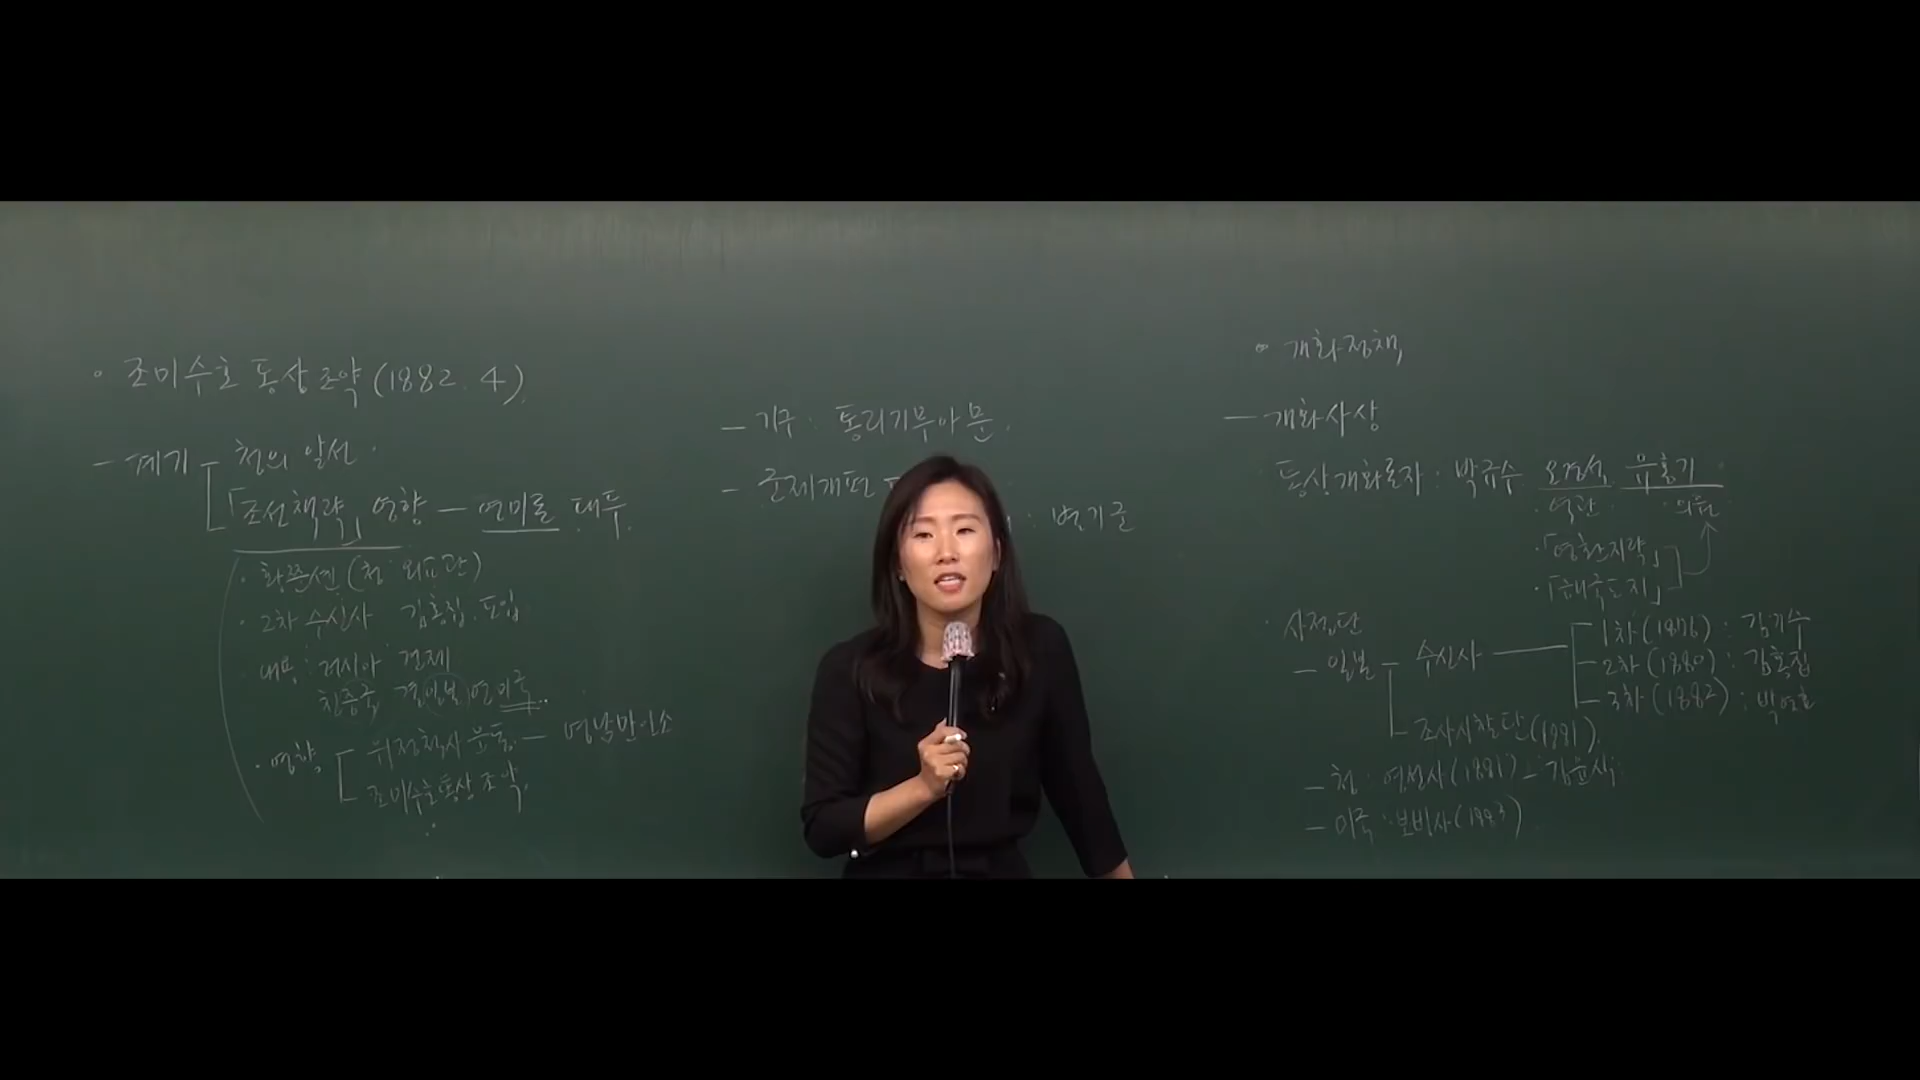 • 조미수호통상조약(1882. 4)
- 계기 - 청의 알선.
「조선책략」 영향 - 연미론 대두.
• 황쭌셴(청: 외교관)
• 2차 수신사 김홍집. 도입
• 내용: 러시아 견제
친중국 결일본 연미국..
• 영향 위정척사 운동. - 영남만인소
조미수호통상조약.
- 기구: 통리기무아문.
- 군제개편
: 별기군
• 개화정책
- 개화사상
• 통상개화론자: 박규수 오경석 유홍기
• 역관 • 의관
• 「영환지략」
• 「해국도지」
• 사절단
- 일본 - 수신사 - 1차(1876): 김기수
2차(1880): 김홍집
3차(1882): 박영효
조사시찰단(1881).
- 청: 영선사(1881) - 김윤식
- 미국: 보빙사(1883)